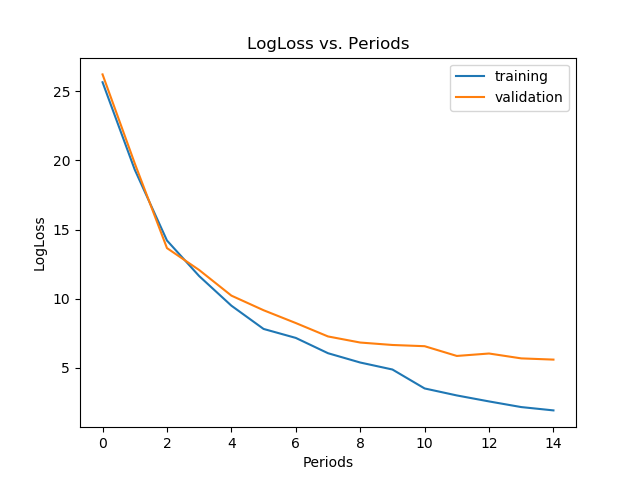 LogLoss vs. Periods
training
validation
LogLoss
25
20
15
10
5
0 2 4 6 8 10 12 14
Periods